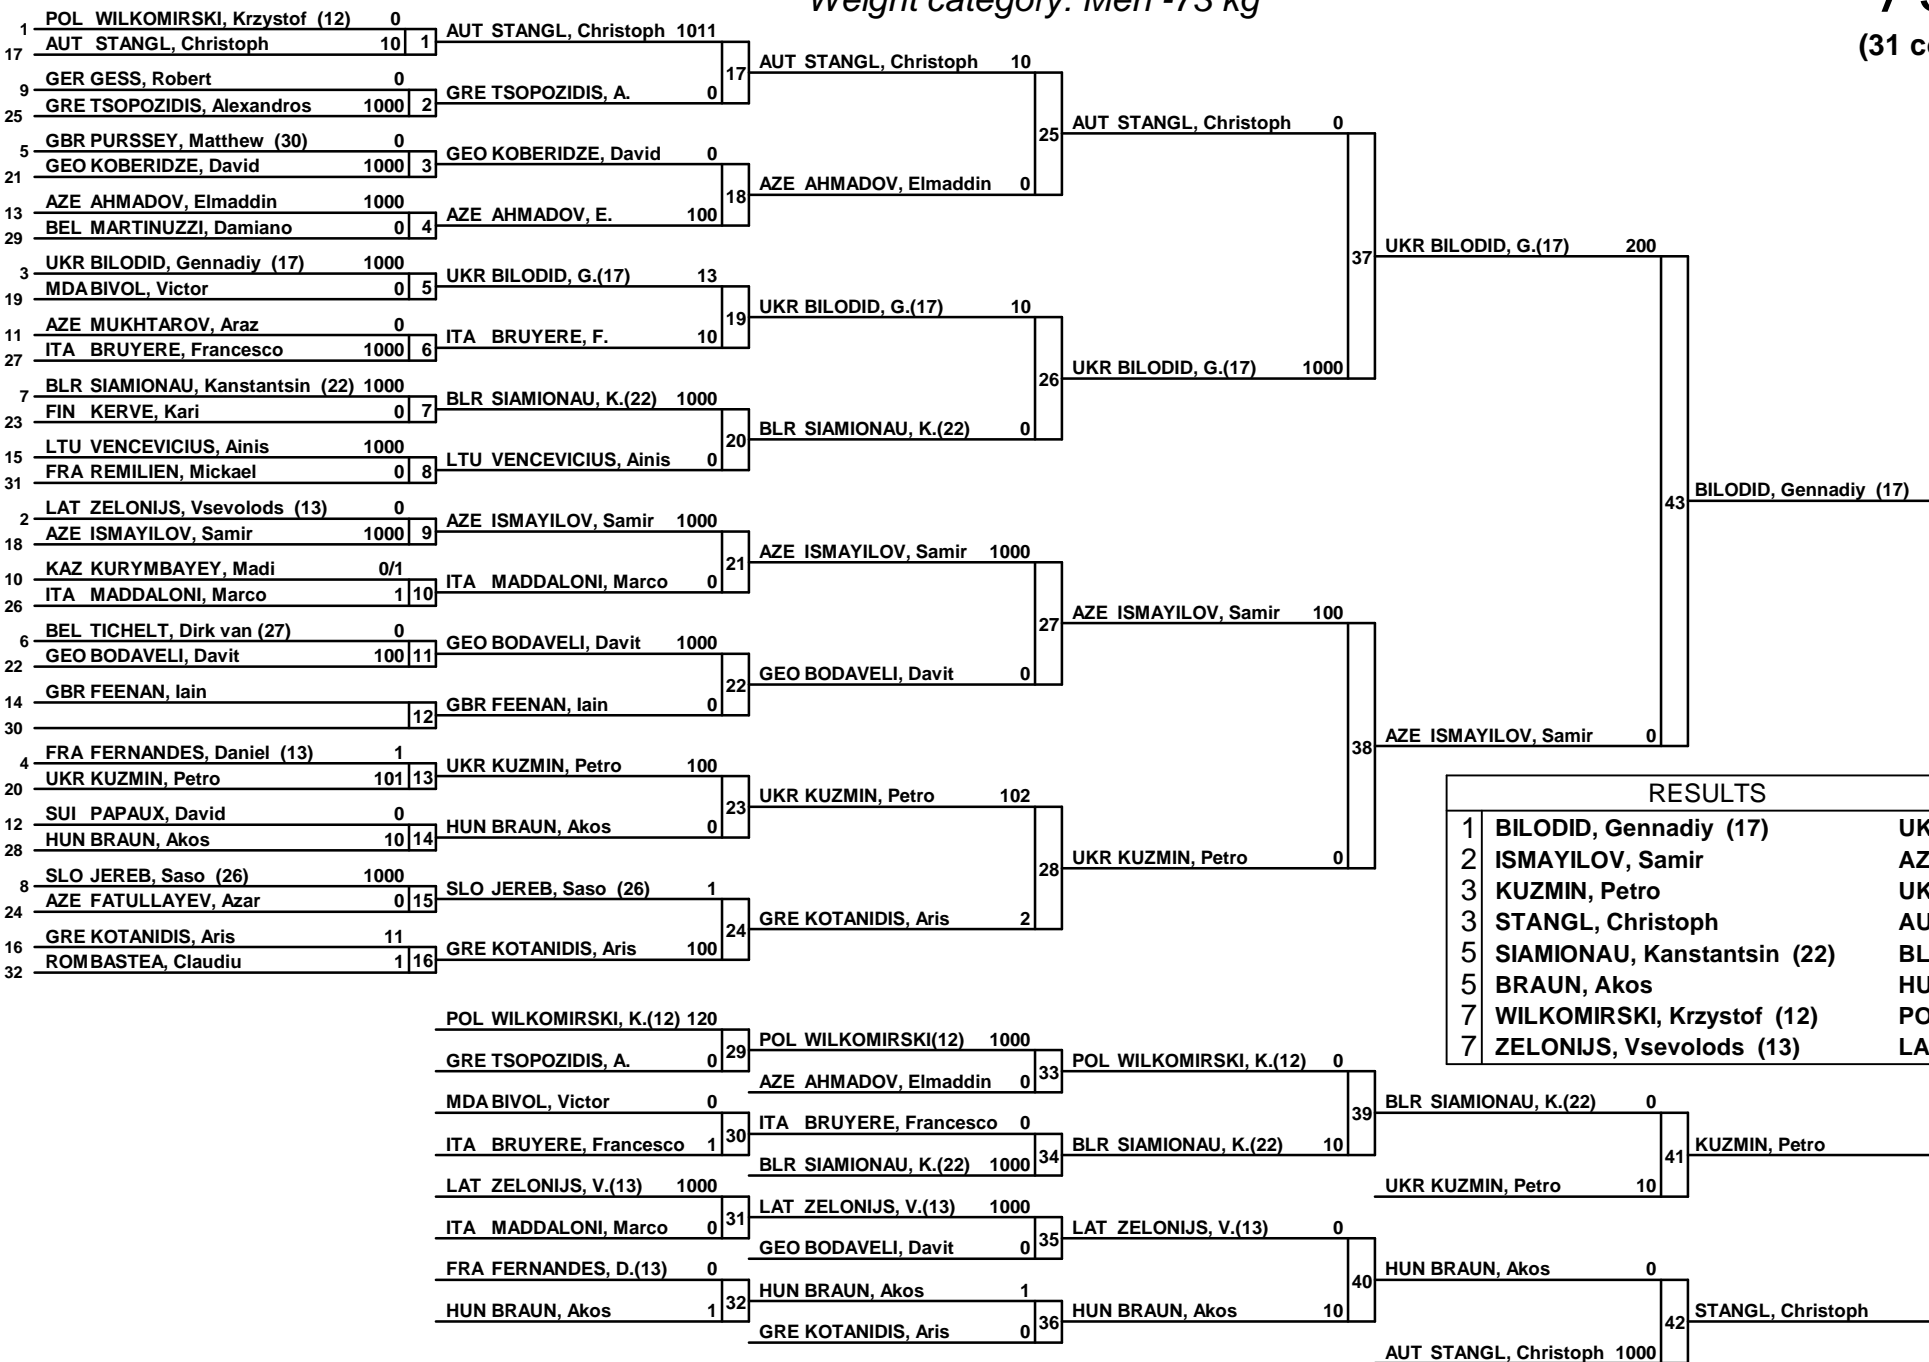 Weight category: Men -73 kg
(31 c
1 POL WILKOMIRSKI, Krzystof (12) 0
17 AUT STANGL, Christoph 10 1
AUT STANGL, Christoph 1011
9 GER GESS, Robert 0
25 GRE TSOPOZIDIS, Alexandros 1000 2
GRE TSOPOZIDIS, A. 0
17
AUT STANGL, Christoph 10
5 GBR PURSSEY, Matthew (30) 0
21 GEO KOBERIDZE, David 1000 3
GEO KOBERIDZE, David 0
13 AZE AHMADOV, Elmaddin 1000
29 BEL MARTINUZZI, Damiano 0 4
AZE AHMADOV, E. 100
18
AZE AHMADOV, Elmaddin 0
25
AUT STANGL, Christoph 0
3 UKR BILODID, Gennadiy (17) 1000
19 MDA BIVOL, Victor 0 5
UKR BILODID, G.(17) 13
11 AZE MUKHTAROV, Araz 0
27 ITA BRUYERE, Francesco 1000 6
ITA BRUYERE, F. 10
19
UKR BILODID, G.(17) 10
7 BLR SIAMIONAU, Kanstantsin (22) 1000
23 FIN KERVE, Kari 0 7
BLR SIAMIONAU, K.(22) 1000
15 LTU VENCEVICIUS, Ainis 1000
31 FRA REMILIEN, Mickael 0 8
LTU VENCEVICIUS, Ainis 0
20
BLR SIAMIONAU, K.(22) 0
26
UKR BILODID, G.(17) 1000
37
UKR BILODID, G.(17) 200
2 LAT ZELONIJS, Vsevolods (13) 0
18 AZE ISMAYILOV, Samir 1000 9
AZE ISMAYILOV, Samir 1000
10 KAZ KURYMBAYEY, Madi 0/1
26 ITA MADDALONI, Marco 1 10
ITA MADDALONI, Marco 0
21
AZE ISMAYILOV, Samir 1000
6 BEL TICHELT, Dirk van (27) 0
22 GEO BODAVELI, Davit 100 11
GEO BODAVELI, Davit 1000
14 GBR FEENAN, Iain
30 12
GBR FEENAN, Iain 0
22
GEO BODAVELI, Davit 0
27
AZE ISMAYILOV, Samir 100
4 FRA FERNANDES, Daniel (13) 1
20 UKR KUZMIN, Petro 101 13
UKR KUZMIN, Petro 100
12 SUI PAPAUX, David 0
28 HUN BRAUN, Akos 10 14
HUN BRAUN, Akos 0
23
UKR KUZMIN, Petro 102
8 SLO JEREB, Saso (26) 1000
24 AZE FATULLAYEV, Azar 0 15
SLO JEREB, Saso (26) 1
16 GRE KOTANIDIS, Aris 11
32 ROM BASTEA, Claudiu 1 16
GRE KOTANIDIS, Aris 100
24
GRE KOTANIDIS, Aris 2
28
UKR KUZMIN, Petro 0
38
AZE ISMAYILOV, Samir 0
43
BILODID, Gennadiy (17)
RESULTS
1 BILODID, Gennadiy (17) UK
2 ISMAYILOV, Samir AZ
3 KUZMIN, Petro UK
3 STANGL, Christoph AU
5 SIAMIONAU, Kanstantsin (22) BL
5 BRAUN, Akos HU
7 WILKOMIRSKI, Krzystof (12) PO
7 ZELONIJS, Vsevolods (13) LA
POL WILKOMIRSKI, K.(12) 120
GRE TSOPOZIDIS, A. 0
29
POL WILKOMIRSKI(12) 1000
AZE AHMADOV, Elmaddin 0
33
POL WILKOMIRSKI, K.(12) 0
MDA BIVOL, Victor 0
ITA BRUYERE, Francesco 1
30
ITA BRUYERE, Francesco 0
BLR SIAMIONAU, K.(22) 1000
34
BLR SIAMIONAU, K.(22) 10
39
BLR SIAMIONAU, K.(22) 0
UKR KUZMIN, Petro 10
41
KUZMIN, Petro
LAT ZELONIJS, V.(13) 1000
ITA MADDALONI, Marco 0
31
LAT ZELONIJS, V.(13) 1000
GEO BODAVELI, Davit 0
35
LAT ZELONIJS, V.(13) 0
FRA FERNANDES, D.(13) 0
HUN BRAUN, Akos 1
32
HUN BRAUN, Akos 1
GRE KOTANIDIS, Aris 0
36
HUN BRAUN, Akos 10
40
HUN BRAUN, Akos 0
AUT STANGL, Christoph 1000
42
STANGL, Christoph